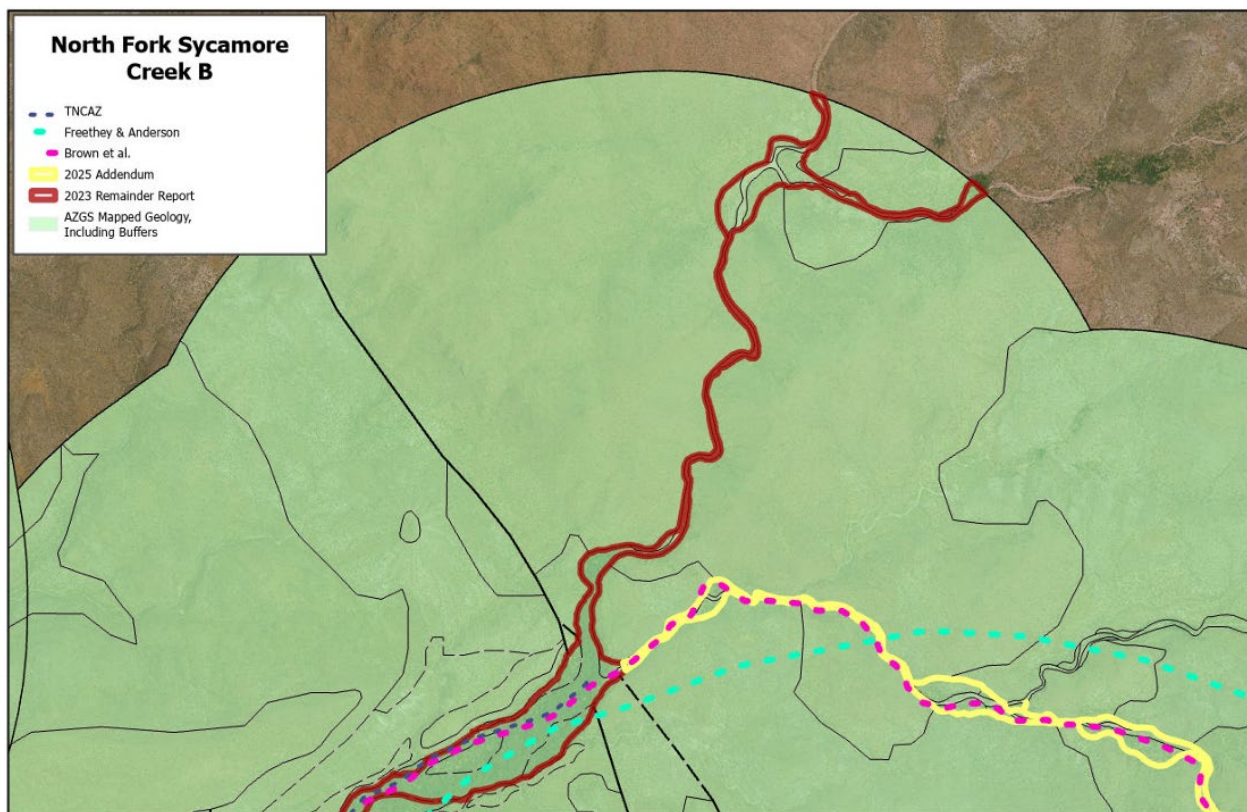 North Fork Sycamore
Creek B
TNCAZ
Freethey & Anderson
Brown et al.
2025 Addendum
2023 Remainder Report
AZGS Mapped Geology,
Including Buffers